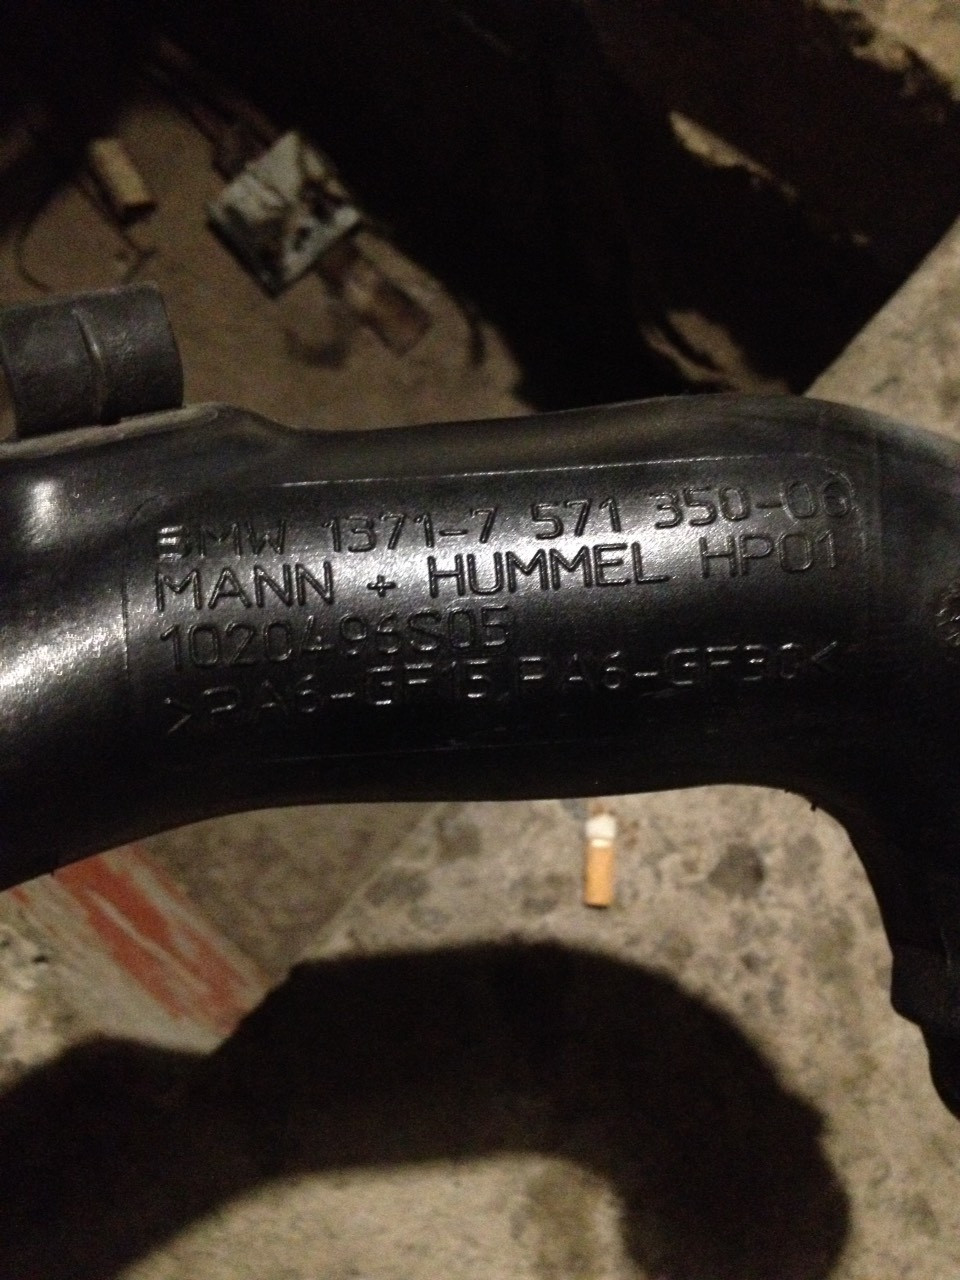 BMW 1371-7 571 350-06
MANN + HUMMEL HP01
1020496S05
>PA6-GF15,PA6-GF30<